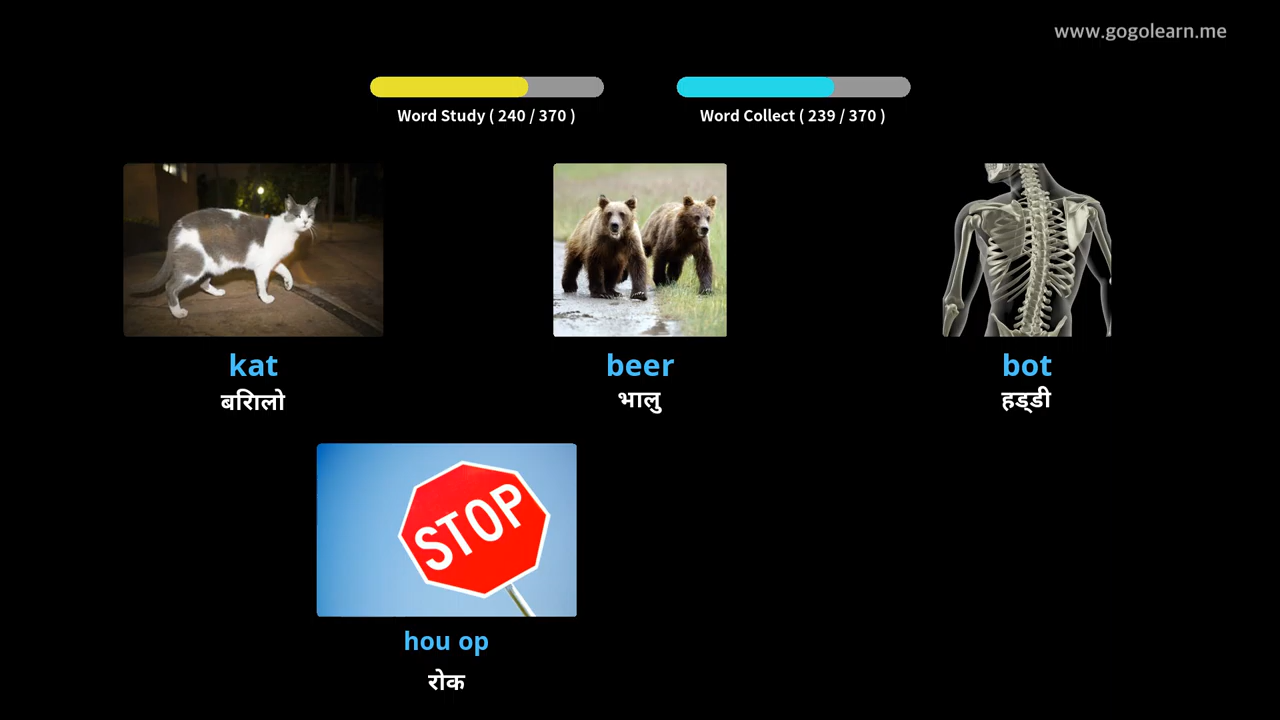 www.gogolearn.me
Word Study ( 240 / 370 )
Word Collect ( 239 / 370 )
kat
beer
bot
बिरालो
भालु
हड्डी
STOP
hou op
रोक